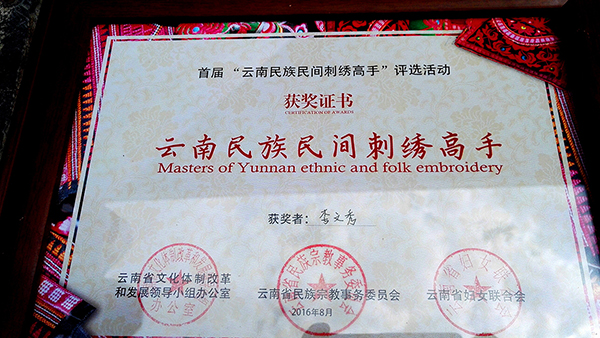 首届“云南民族民间刺绣高手”评选活动
获奖证书
CERTIFICATION OF AWARDS
云南民族民间刺绣高手
Masters of Yunnan ethnic and folk embroidery
获奖者：李文秀
云南省文化体制改革
和发展领导小组办公室
云南省民族宗教事务委员会
云南省妇女联合会
2016年8月